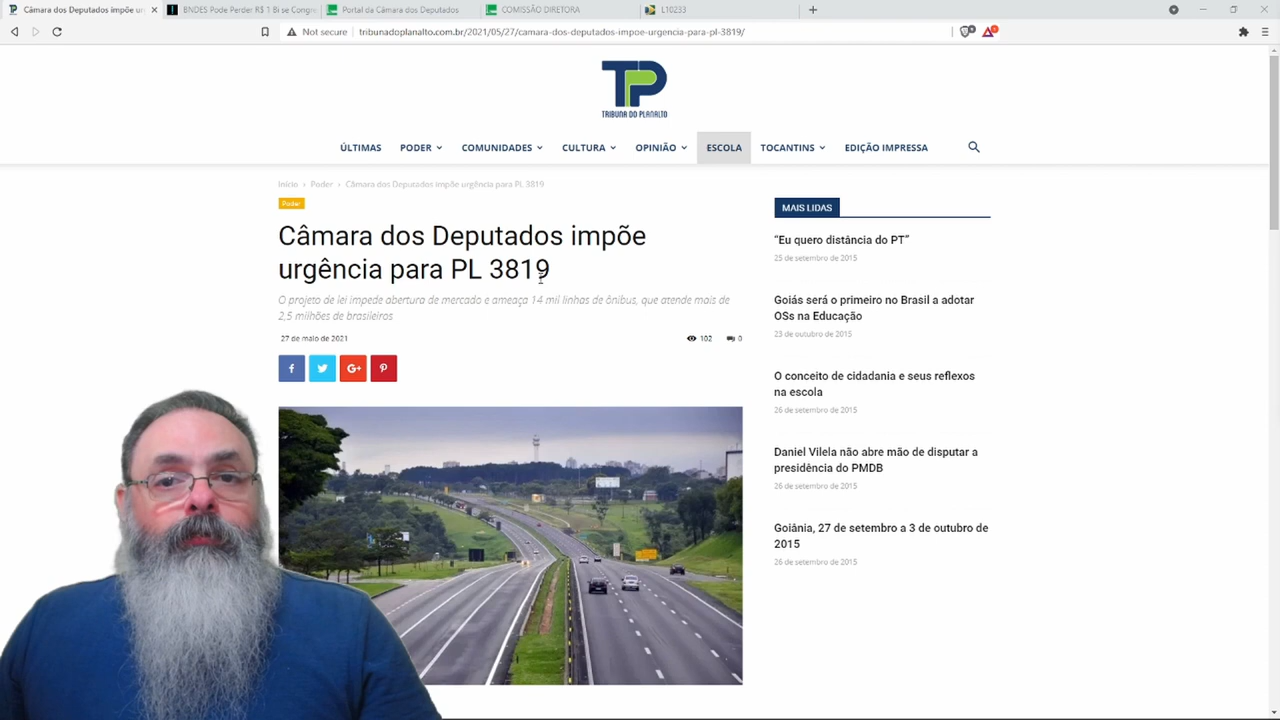 Câmara dos Deputados impõe ur
BNDES Pode Perder R$ 1 Bi se Congr
Portal da Câmara dos Deputados
COMISSÃO DIRETORA
L10233
Not secure
tribunadoplanalto.com.br/2021/05/27/camara-dos-deputados-impoe-urgencia-para-pl-3819/
TP
TRIBUNA DO PLANALTO
ÚLTIMAS PODER COMUNIDADES CULTURA OPINIÃO ESCOLA TOCANTINS EDIÇÃO IMPRESSA
Início › Poder › Câmara dos Deputados impõe urgência para PL 3819
Poder
Câmara dos Deputados impõe
urgência para PL 3819
O projeto de lei impede abertura de mercado e ameaça 14 mil linhas de ônibus, que atende mais de
2,5 milhões de brasileiros
27 de maio de 2021
102
0
MAIS LIDAS
“Eu quero distância do PT”
25 de setembro de 2015
Goiás será o primeiro no Brasil a adotar
OSs na Educação
23 de outubro de 2015
O conceito de cidadania e seus reflexos
na escola
26 de setembro de 2015
Daniel Vilela não abre mão de disputar a
presidência do PMDB
26 de setembro de 2015
Goiânia, 27 de setembro a 3 de outubro de
2015
26 de setembro de 2015